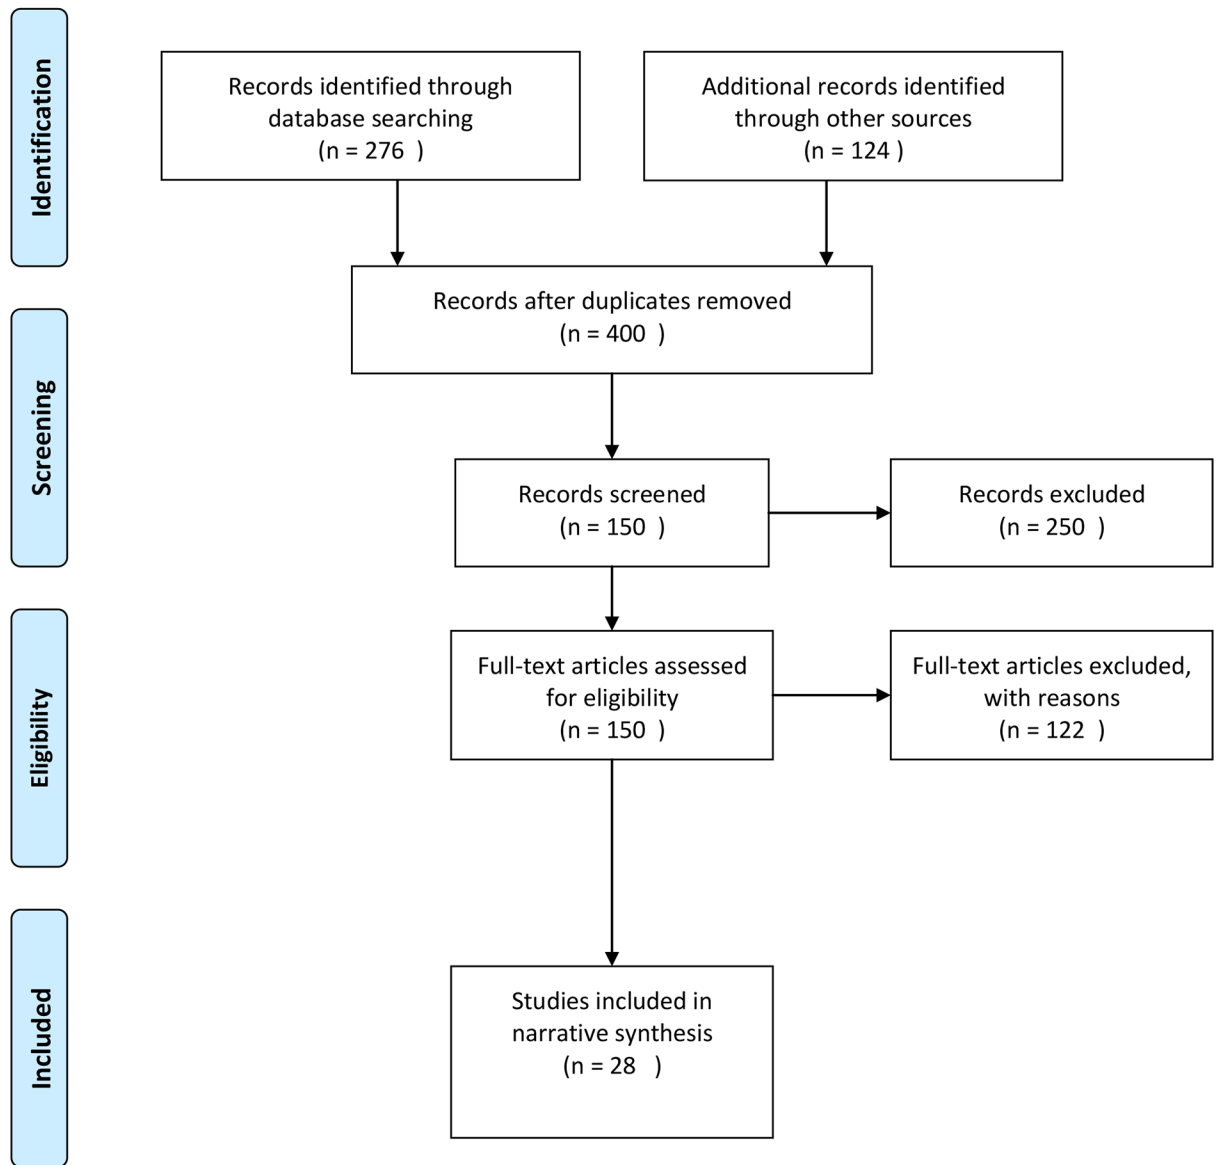 Identification
Records identified through
database searching
(n = 276  )
Additional records identified
through other sources
(n = 124 )
Records after duplicates removed
(n = 400  )
Screening
Records screened
(n = 150  )
Records excluded
(n = 250  )
Eligibility
Full-text articles assessed
for eligibility
(n = 150  )
Full-text articles excluded,
with reasons
(n = 122  )
Included
Studies included in
narrative synthesis
(n = 28   )